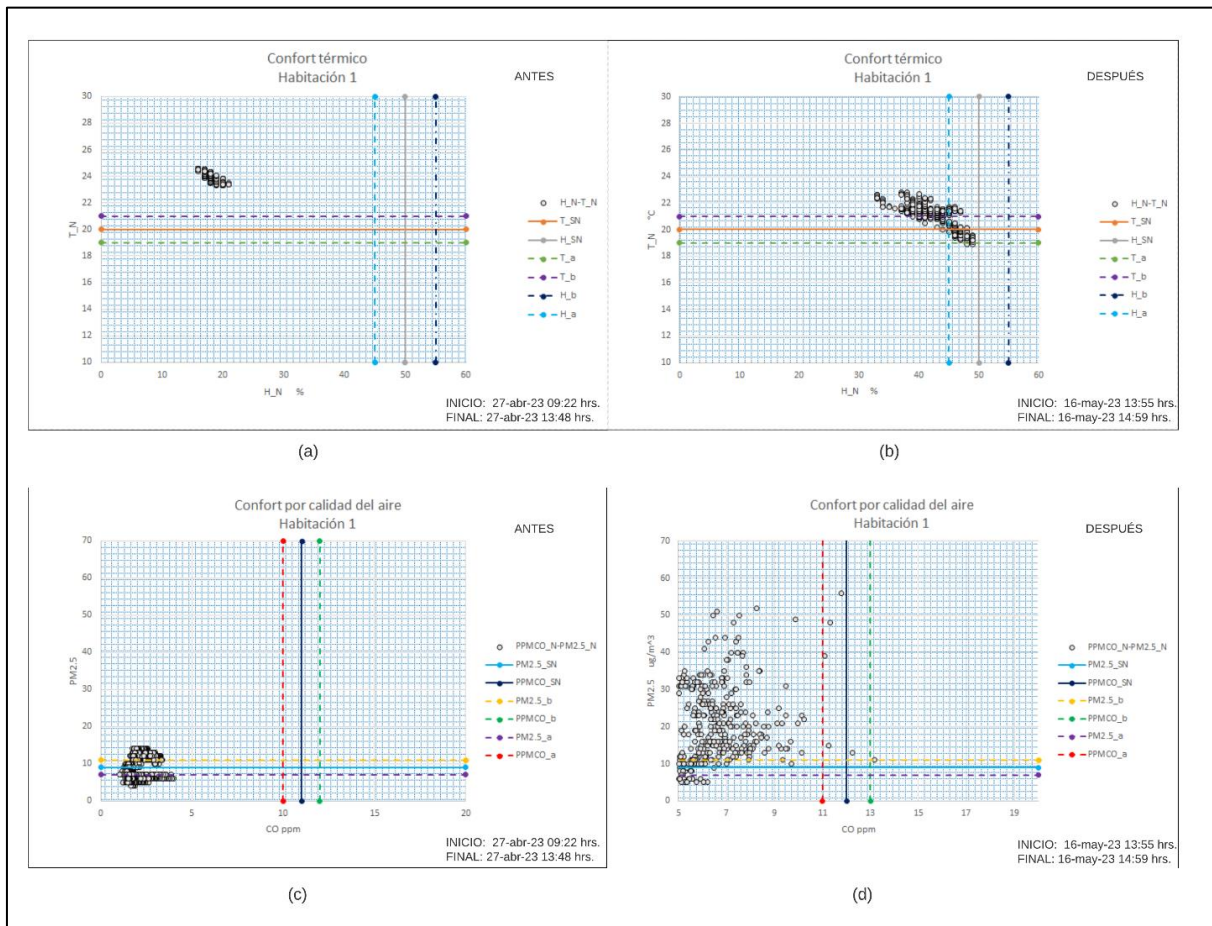 Confort térmico
Habitación 1
ANTES
30
28
26
24
22
20
18
16
14
12
10
T_N
0
10
20
30
40
50
60
H_N %
H_N-T_N
T_SN
H_SN
T_a
T_b
H_b
H_a
INICIO: 27-abr-23 09:22 hrs.
FINAL: 27-abr-23 13:48 hrs.
(a)
Confort térmico
Habitación 1
DESPUÉS
30
28
26
24
22
20
18
16
14
12
10
T_N °C
0
10
20
30
40
50
60
H_N %
H_N-T_N
T_SN
H_SN
T_a
T_b
H_b
H_a
INICIO: 16-may-23 13:55 hrs.
FINAL: 16-may-23 14:59 hrs.
(b)
Confort por calidad del aire
Habitación 1
ANTES
70
60
50
40
30
20
10
0
PM2.5
0
5
10
15
20
CO ppm
PPMCO_N-PM2.5_N
PM2.5_SN
PPMCO_SN
PM2.5_b
PPMCO_b
PM2.5_a
PPMCO_a
INICIO: 27-abr-23 09:22 hrs.
FINAL: 27-abr-23 13:48 hrs.
(c)
Confort por calidad del aire
Habitación 1
DESPUÉS
70
60
50
40
30
20
10
0
PM2.5 ug/m^3
5
7
9
11
13
15
17
19
CO ppm
PPMCO_N-PM2.5_N
PM2.5_SN
PPMCO_SN
PM2.5_b
PPMCO_b
PM2.5_a
PPMCO_a
INICIO: 16-may-23 13:55 hrs.
FINAL: 16-may-23 14:59 hrs.
(d)